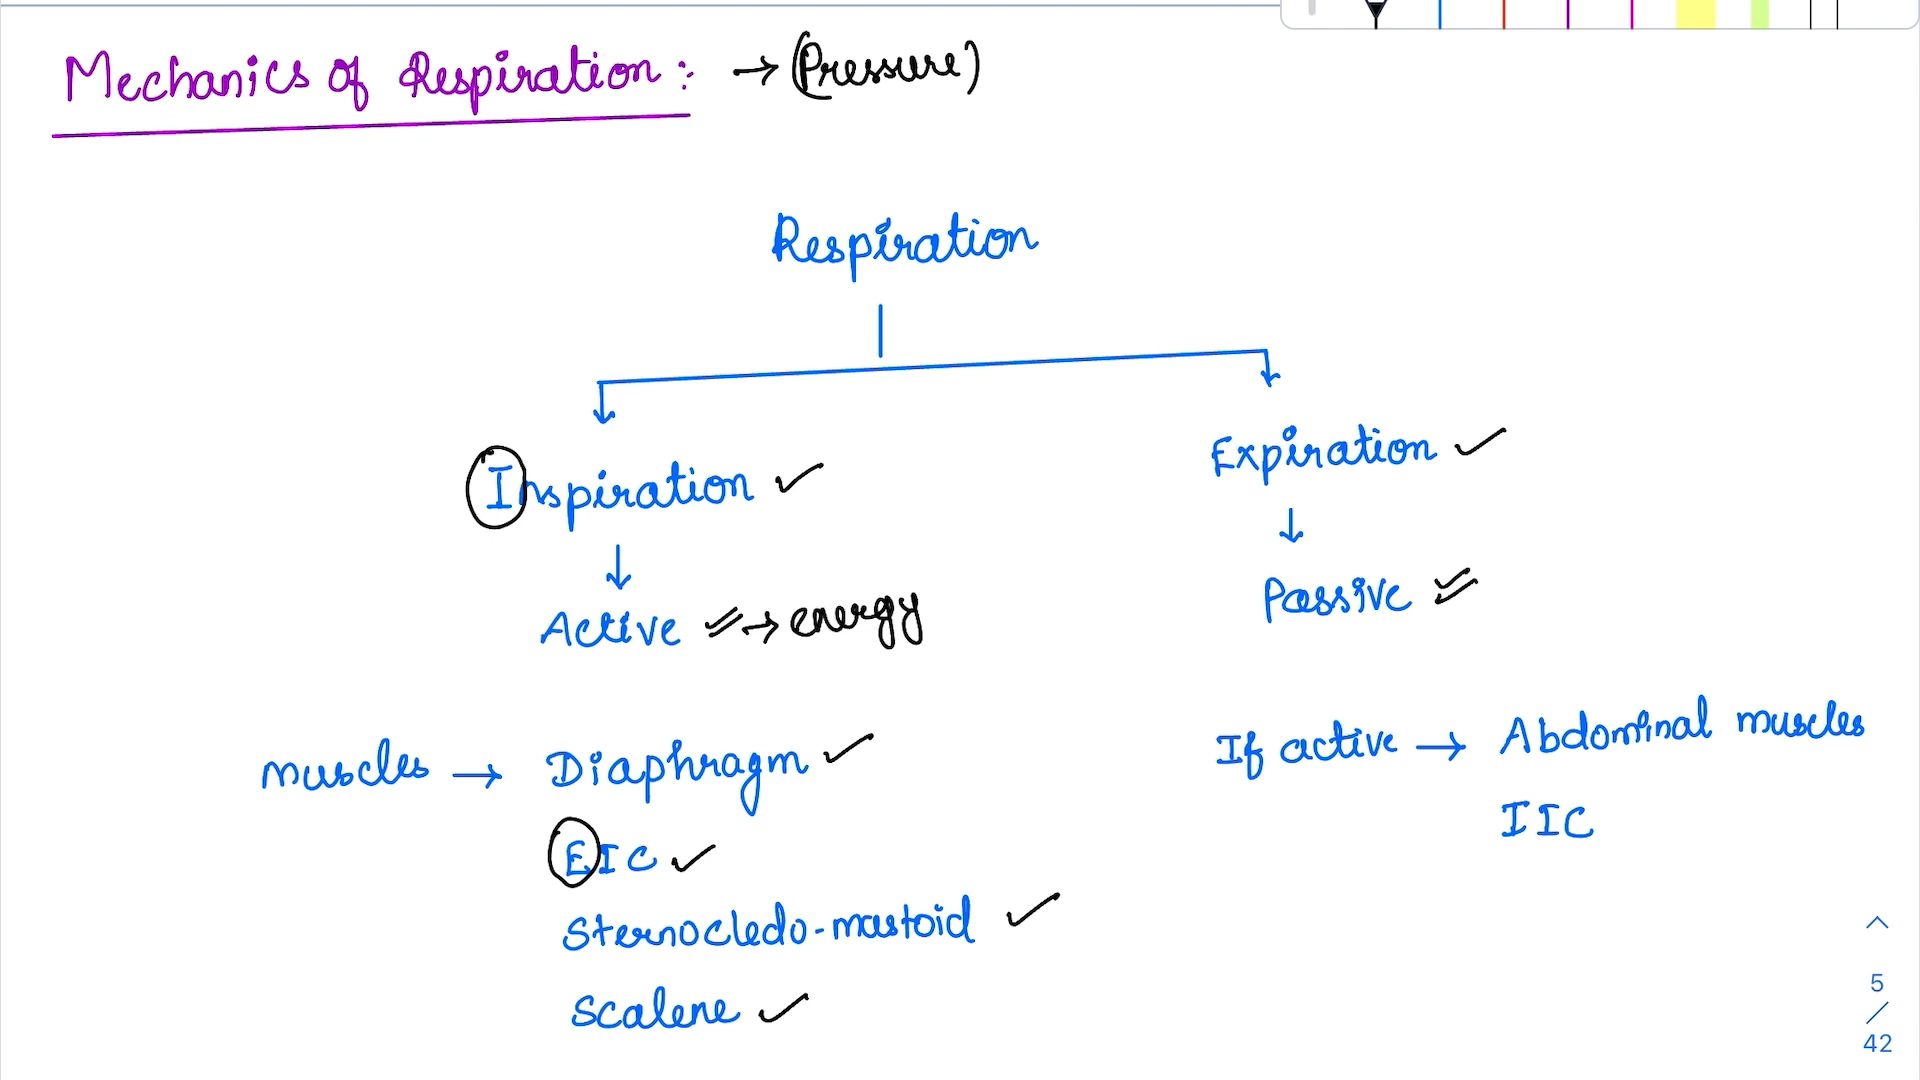 Mechanics of Respiration : → (Pressure)
Respiration
Inspiration ✓
Expiration ✓
↓
↓
Active → energy
Passive
muscles → Diaphragm ✓
EIC ✓
Sternocledo-mastoid ✓
Scalene ✓
If active → Abdominal muscles
IIC
5
/
42